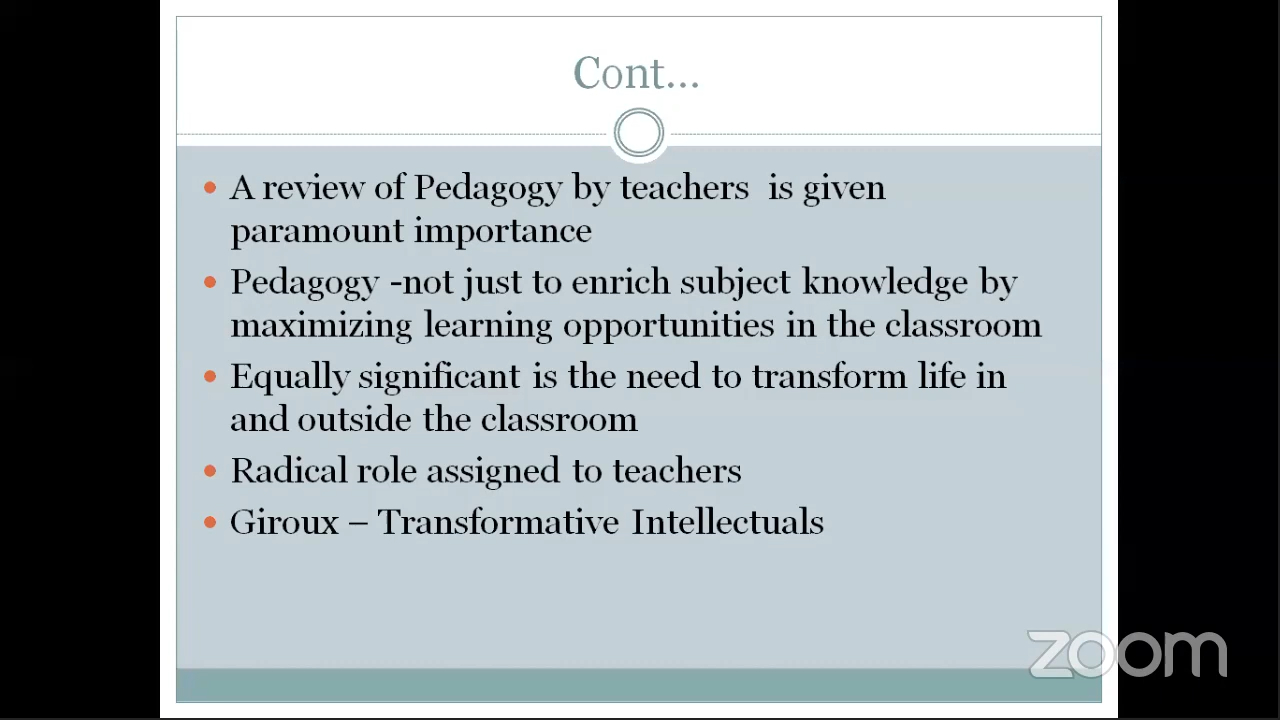 Cont…
• A review of Pedagogy by teachers  is given
paramount importance
• Pedagogy -not just to enrich subject knowledge by
maximizing learning opportunities in the classroom
• Equally significant is the need to transform life in
and outside the classroom
• Radical role assigned to teachers
• Giroux – Transformative Intellectuals
zoom